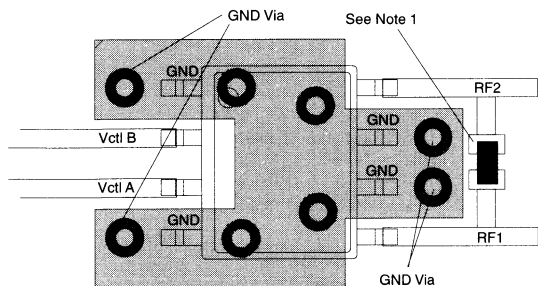 GND Via
See Note 1
GND
RF2
Vctl B
GND
Vctl A
GND
GND
RF1
GND Via